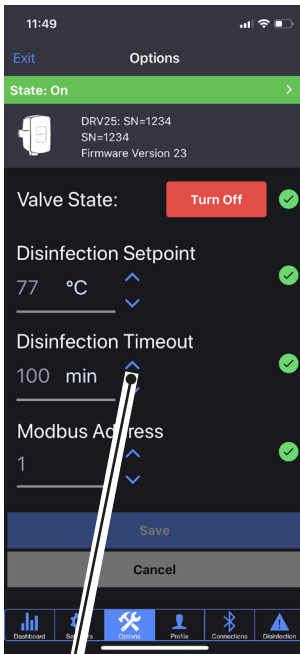 11:49
Exit Options
State: On
DRV25: SN=1234
SN=1234
Firmware Version 23
Valve State: Turn Off
Disinfection Setpoint
77 °C
Disinfection Timeout
100 min
Modbus
1
Save
Cancel
Dashboard Options Profile Connections Disinfection